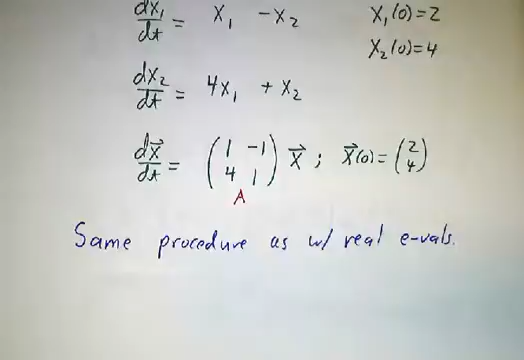 dx₁/dt = x₁ - x₂ x₁(0)=2
x₂(0)=4
dx₂/dt = 4x₁ + x₂
dx⃗/dt = (1 -1; 4 1) x⃗ ; x⃗(0) = (2; 4)
A
Same procedure as w/ real e-vals.